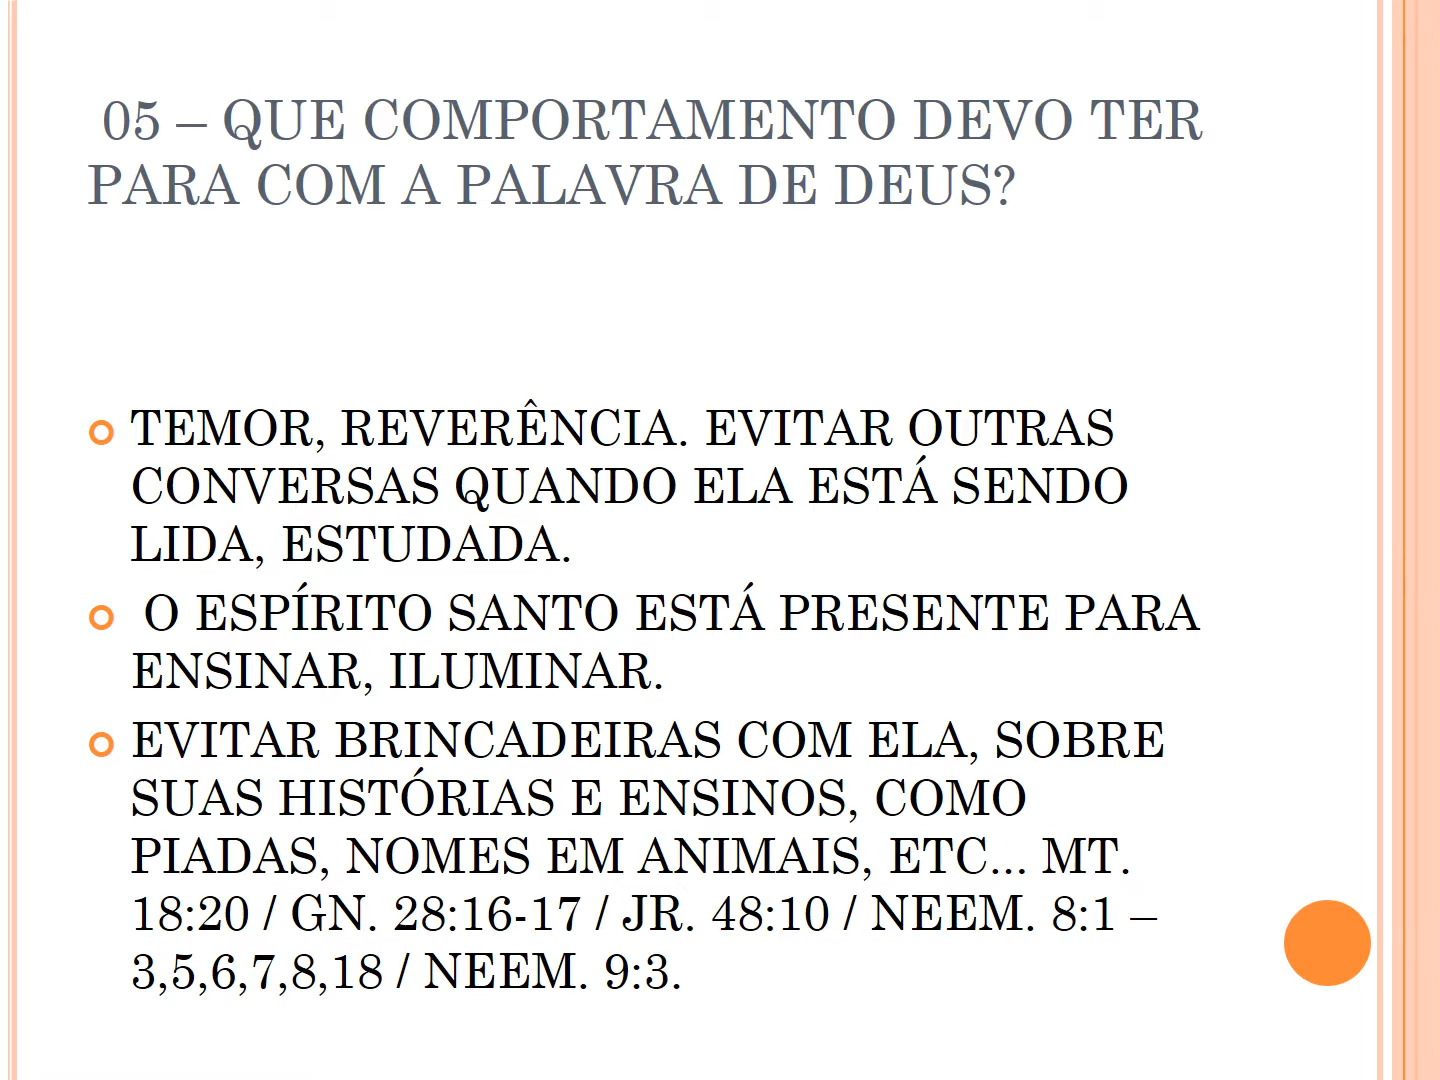 05 – QUE COMPORTAMENTO DEVO TER
PARA COM A PALAVRA DE DEUS?
TEMOR, REVERÊNCIA. EVITAR OUTRAS
CONVERSAS QUANDO ELA ESTÁ SENDO
LIDA, ESTUDADA.
O ESPÍRITO SANTO ESTÁ PRESENTE PARA
ENSINAR, ILUMINAR.
EVITAR BRINCADEIRAS COM ELA, SOBRE
SUAS HISTÓRIAS E ENSINOS, COMO
PIADAS, NOMES EM ANIMAIS, ETC... MT.
18:20 / GN. 28:16-17 / JR. 48:10 / NEEM. 8:1 –
3,5,6,7,8,18 / NEEM. 9:3.